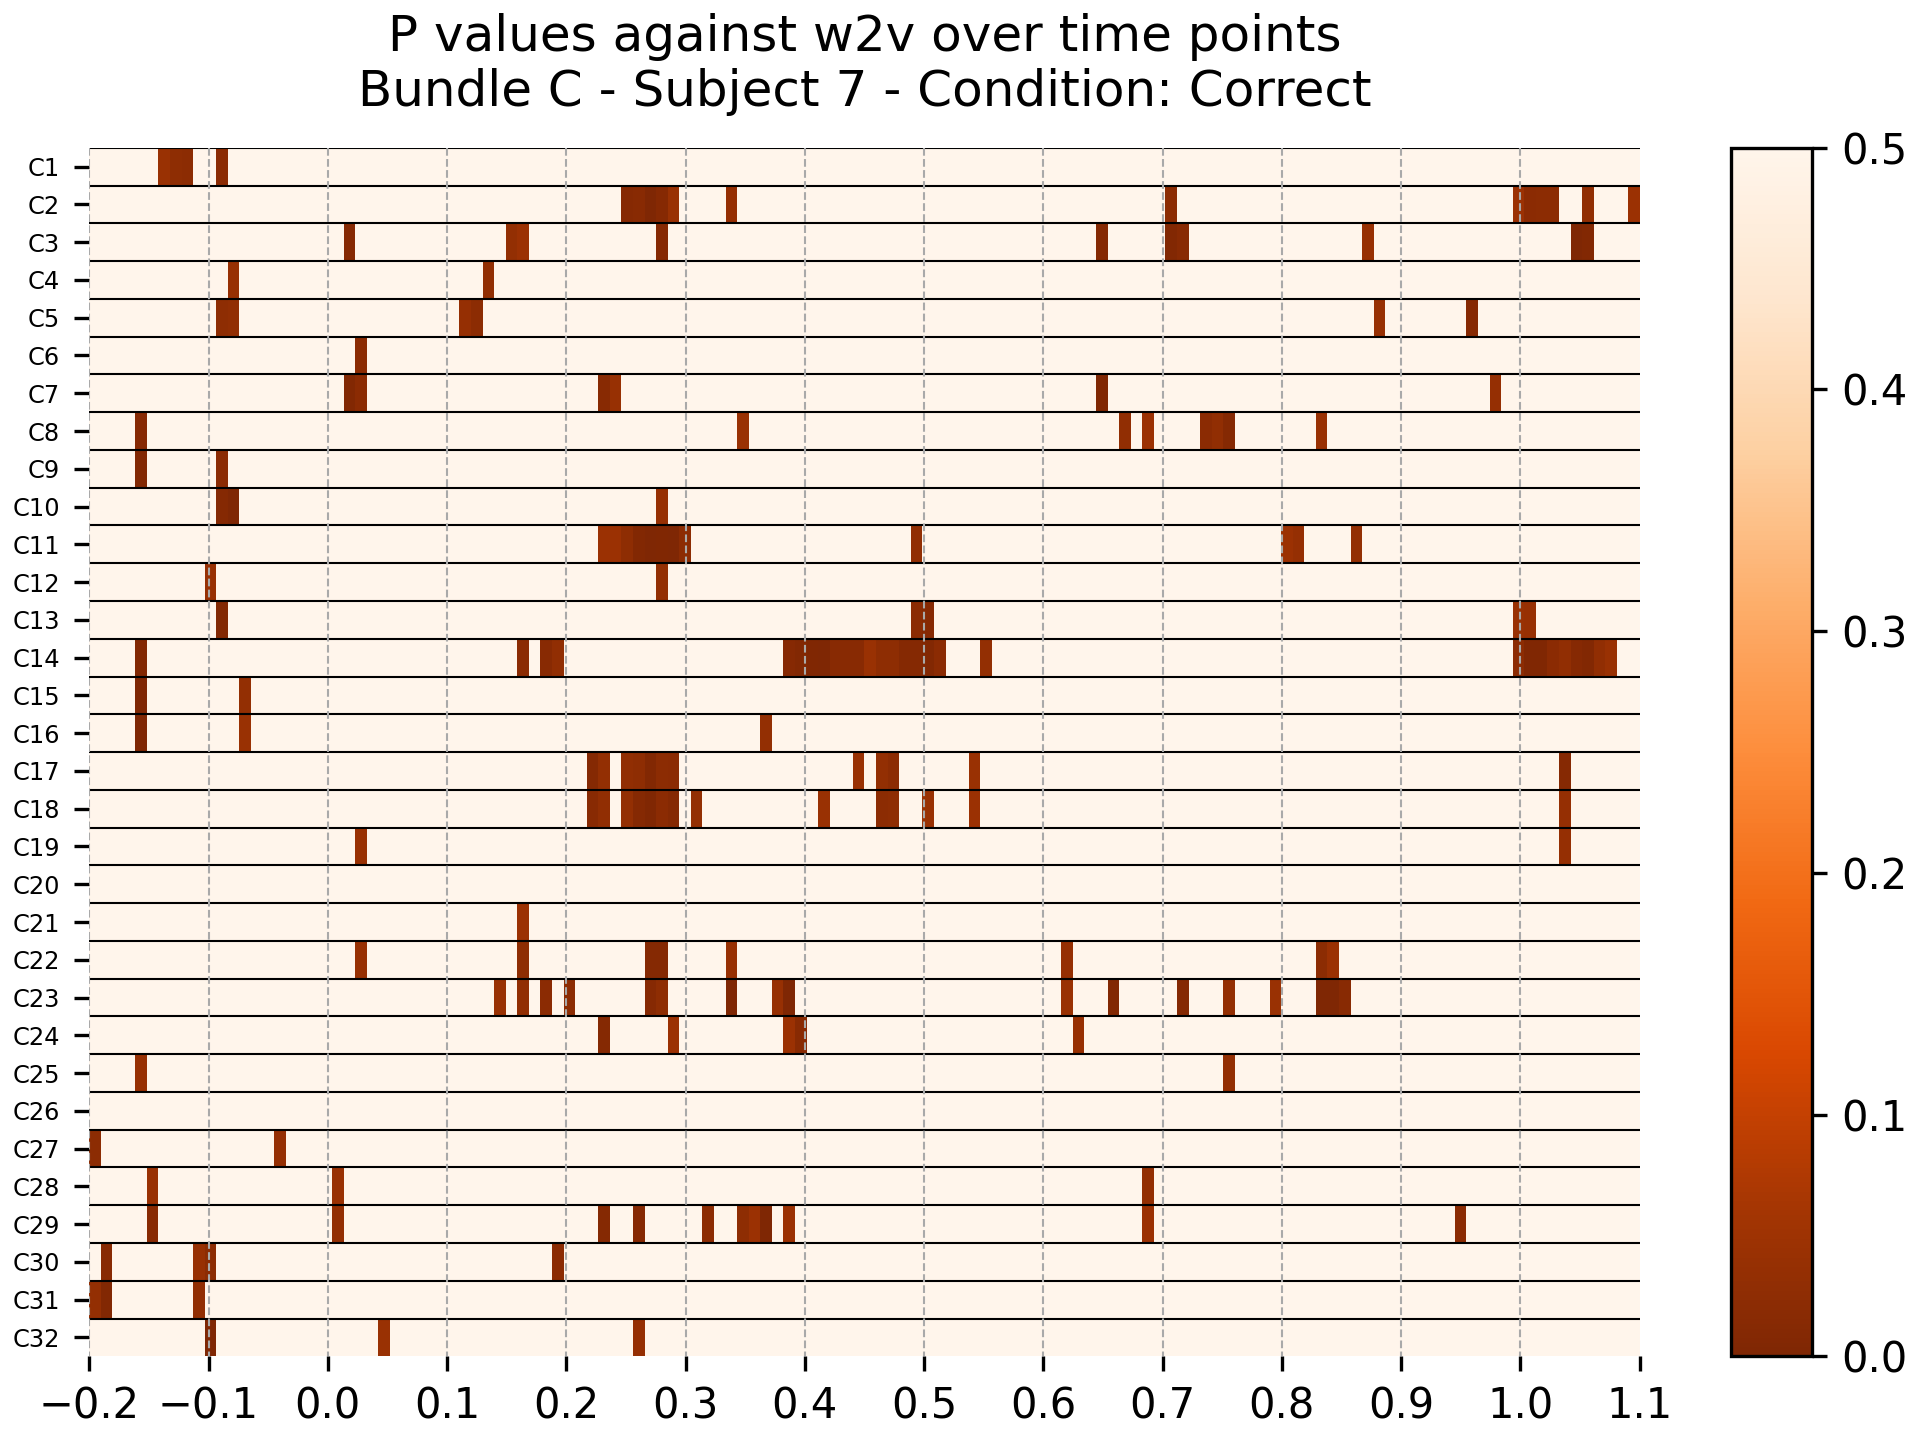 P values against w2v over time points
Bundle C - Subject 7 - Condition: Correct
C1
C2
C3
C4
C5
C6
C7
C8
C9
C10
C11
C12
C13
C14
C15
C16
C17
C18
C19
C20
C21
C22
C23
C24
C25
C26
C27
C28
C29
C30
C31
C32
−0.2 −0.1 0.0 0.1 0.2 0.3 0.4 0.5 0.6 0.7 0.8 0.9 1.0 1.1
0.5
0.4
0.3
0.2
0.1
0.0